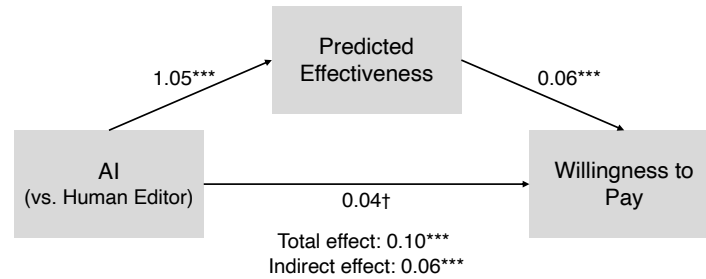 Predicted
Effectiveness
1.05***
0.06***
AI
(vs. Human Editor)
Willingness to
Pay
0.04†
Total effect: 0.10***
Indirect effect: 0.06***